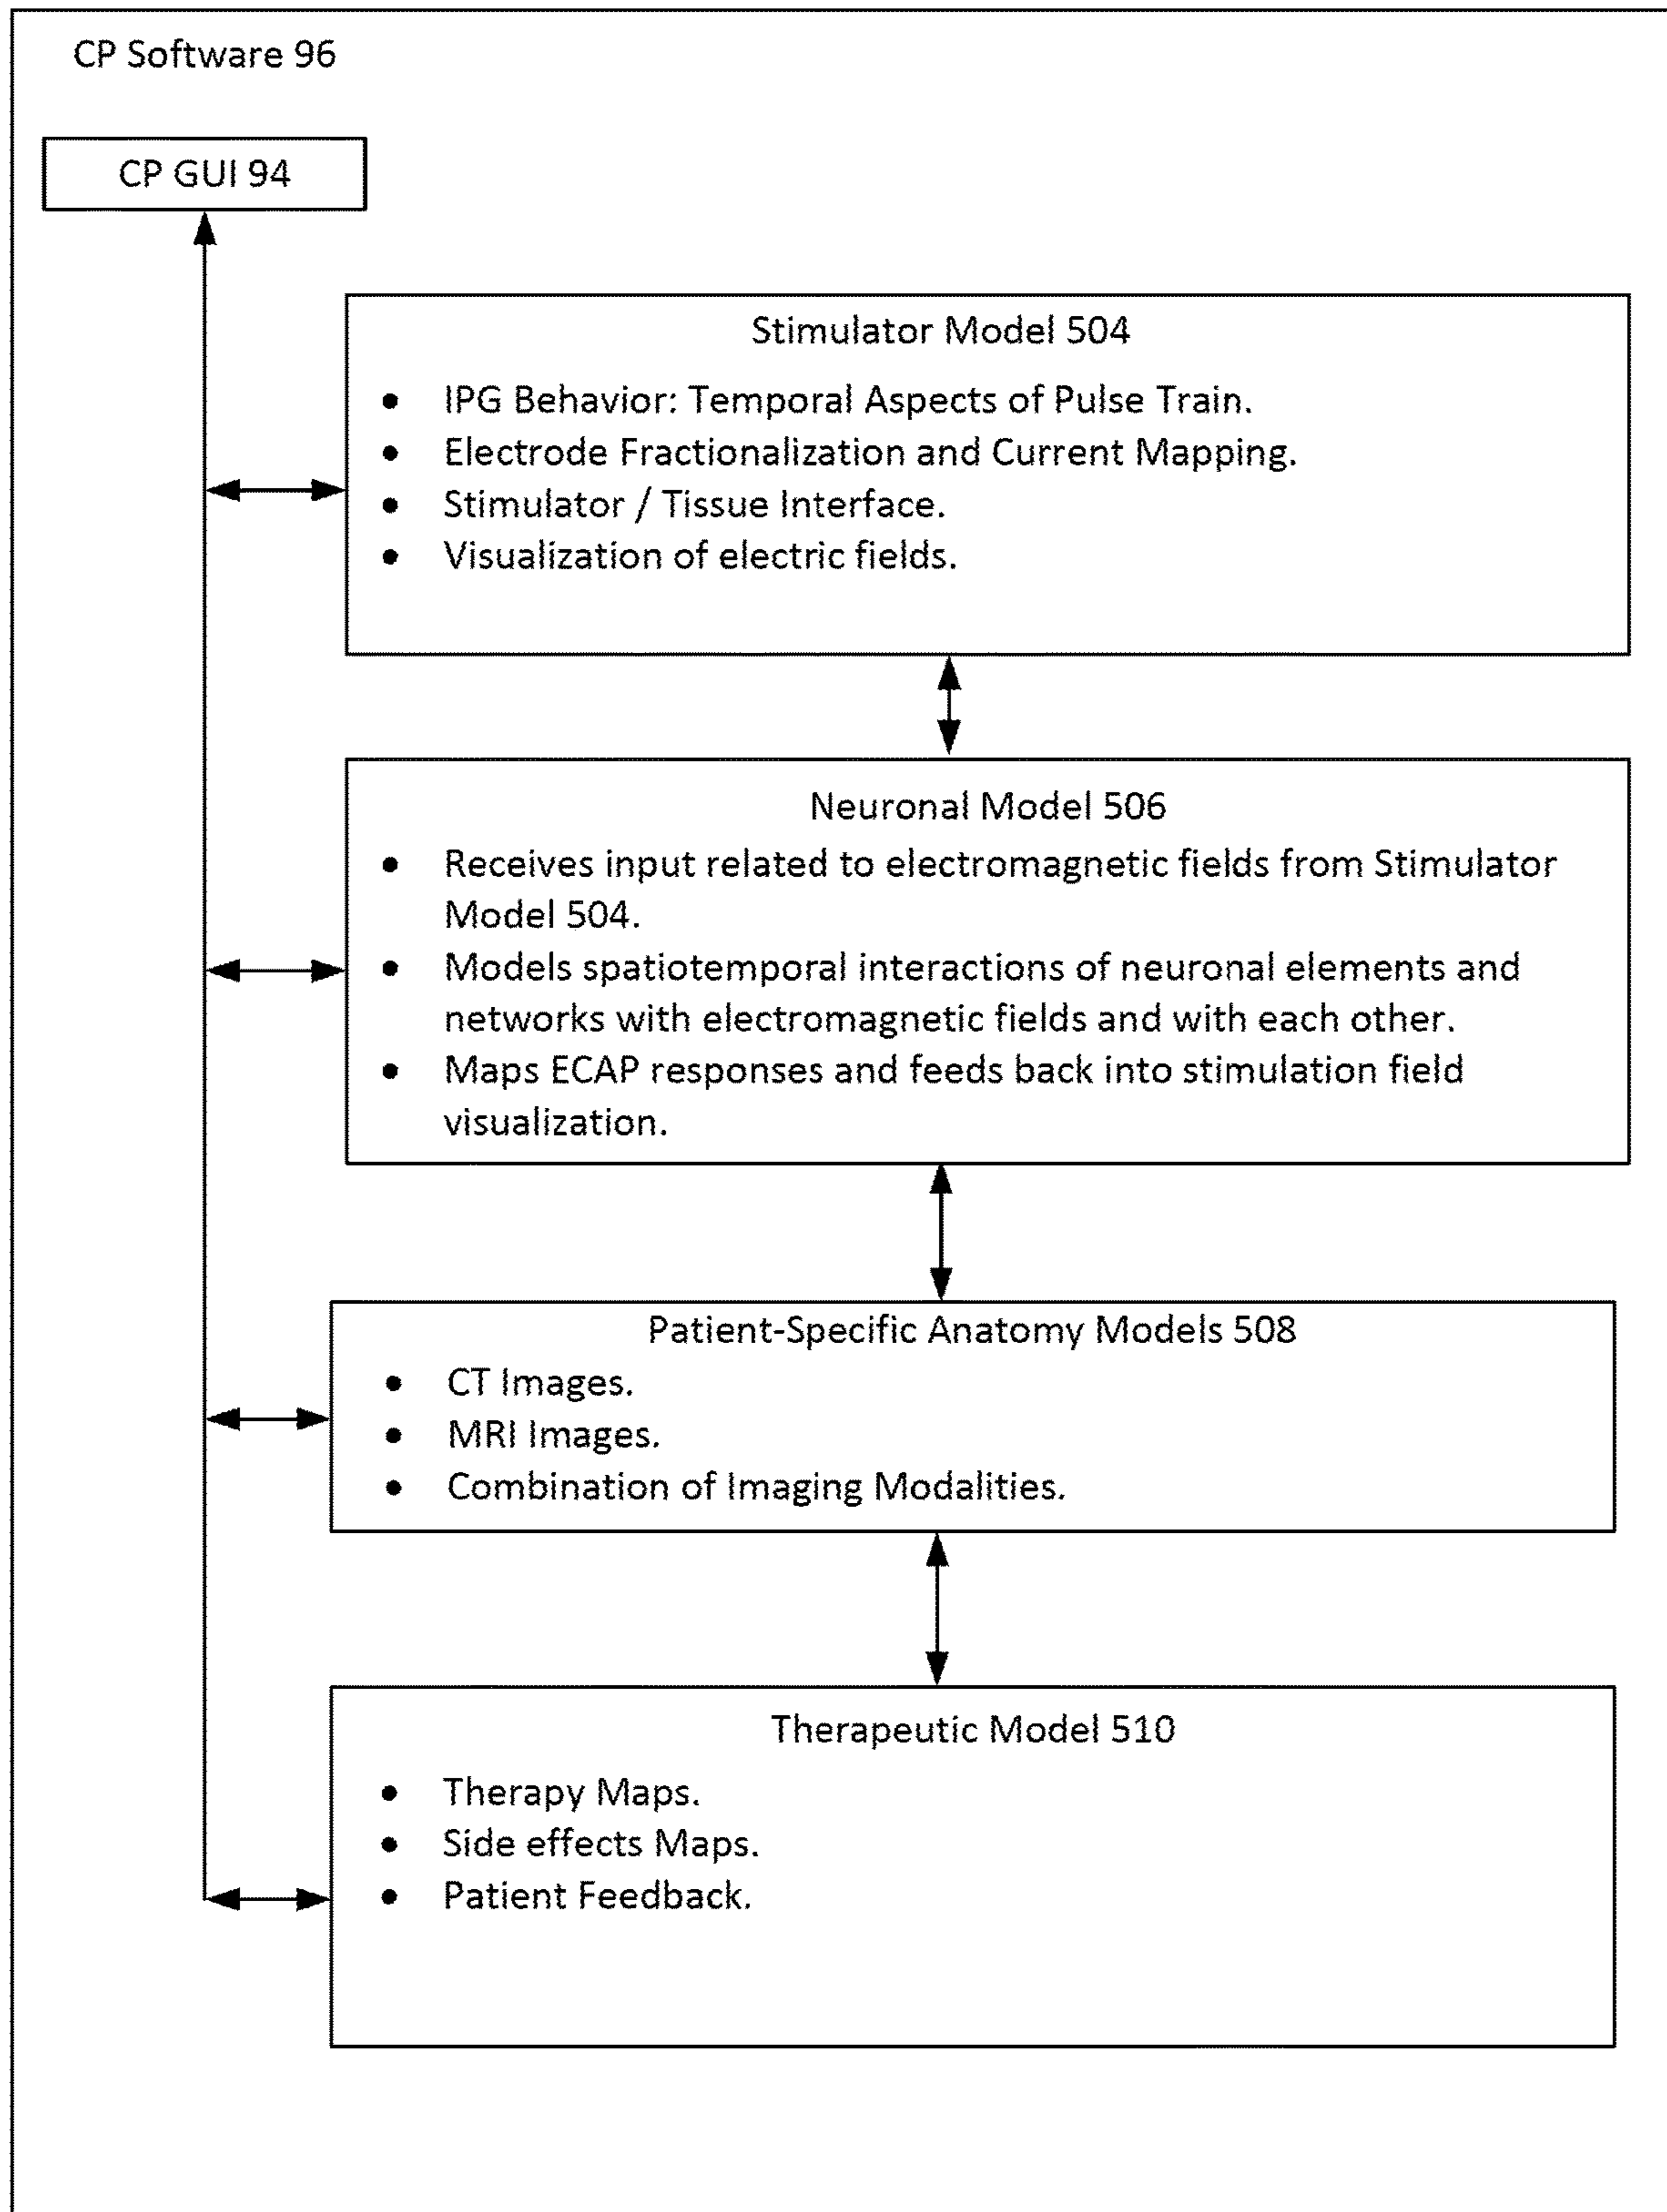 CP Software 96
CP GUI 94
Stimulator Model 504
• IPG Behavior: Temporal Aspects of Pulse Train.
• Electrode Fractionalization and Current Mapping.
• Stimulator / Tissue Interface.
• Visualization of electric fields.
Neuronal Model 506
• Receives input related to electromagnetic fields from Stimulator
Model 504.
• Models spatiotemporal interactions of neuronal elements and
networks with electromagnetic fields and with each other.
• Maps ECAP responses and feeds back into stimulation field
visualization.
Patient-Specific Anatomy Models 508
• CT Images.
• MRI Images.
• Combination of Imaging Modalities.
Therapeutic Model 510
• Therapy Maps.
• Side effects Maps.
• Patient Feedback.